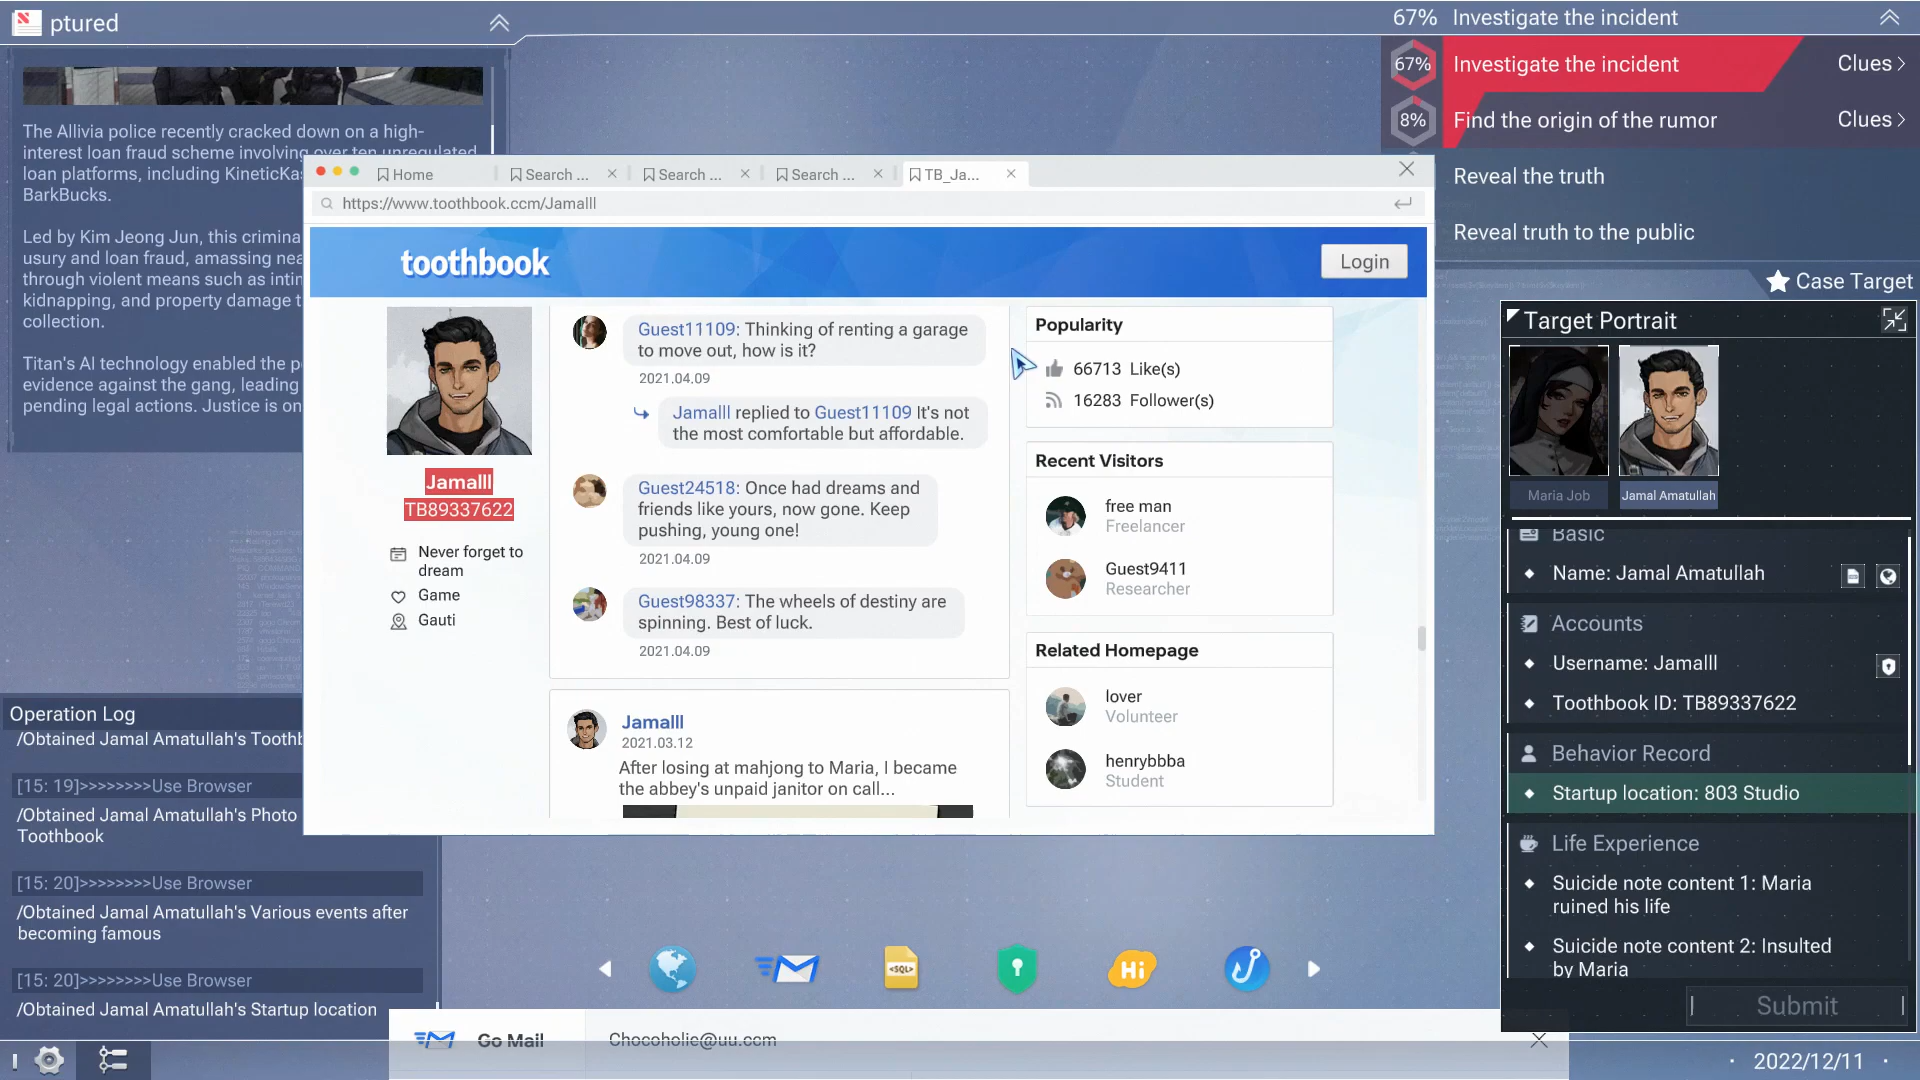 ptured
67% Investigate the incident
67%
Investigate the incident
Clues
8%
Find the origin of the rumor
Clues
Reveal the truth
Reveal truth to the public
The Allivia police recently cracked down on a high-
interest loan fraud scheme involving over ten unregulated
loan platforms, including KineticKas
BarkBucks.
Led by Kim Jeong Jun, this crimina
usury and loan fraud, amassing nea
through violent means such as intim
kidnapping, and property damage t
collection.
Titan's AI technology enabled the p
evidence against the gang, leading
pending legal actions. Justice is on
Home
Search ...
Search ...
Search ...
TB_Ja...
https://www.toothbook.ccm/Jamalll
toothbook
Login
Jamalll
TB89337622
Never forget to
dream
Game
Gauti
Guest11109: Thinking of renting a garage
to move out, how is it?
2021.04.09
Jamalll replied to Guest11109 It's not
the most comfortable but affordable.
Guest24518: Once had dreams and
friends like yours, now gone. Keep
pushing, young one!
2021.04.09
Guest98337: The wheels of destiny are
spinning. Best of luck.
2021.04.09
Jamalll
2021.03.12
After losing at mahjong to Maria, I became
the abbey's unpaid janitor on call...
Popularity
66713 Like(s)
16283 Follower(s)
Recent Visitors
free man
Freelancer
Guest9411
Researcher
Related Homepage
lover
Volunteer
henrybbba
Student
Case Target
Target Portrait
Maria Job
Jamal Amatullah
Basic
Name: Jamal Amatullah
Accounts
Username: Jamalll
Toothbook ID: TB89337622
Behavior Record
Startup location: 803 Studio
Life Experience
Suicide note content 1: Maria
ruined his life
Suicide note content 2: Insulted
by Maria
Submit
Operation Log
/Obtained Jamal Amatullah's Toothb
[15: 19]>>>>>>>>Use Browser
/Obtained Jamal Amatullah's Photo
Toothbook
[15: 20]>>>>>>>>Use Browser
/Obtained Jamal Amatullah's Various events after
becoming famous
[15: 20]>>>>>>>>Use Browser
/Obtained Jamal Amatullah's Startup location
<SQL>
Hi
Go Mail
Chocoholic@uu.ccm
2022/12/11